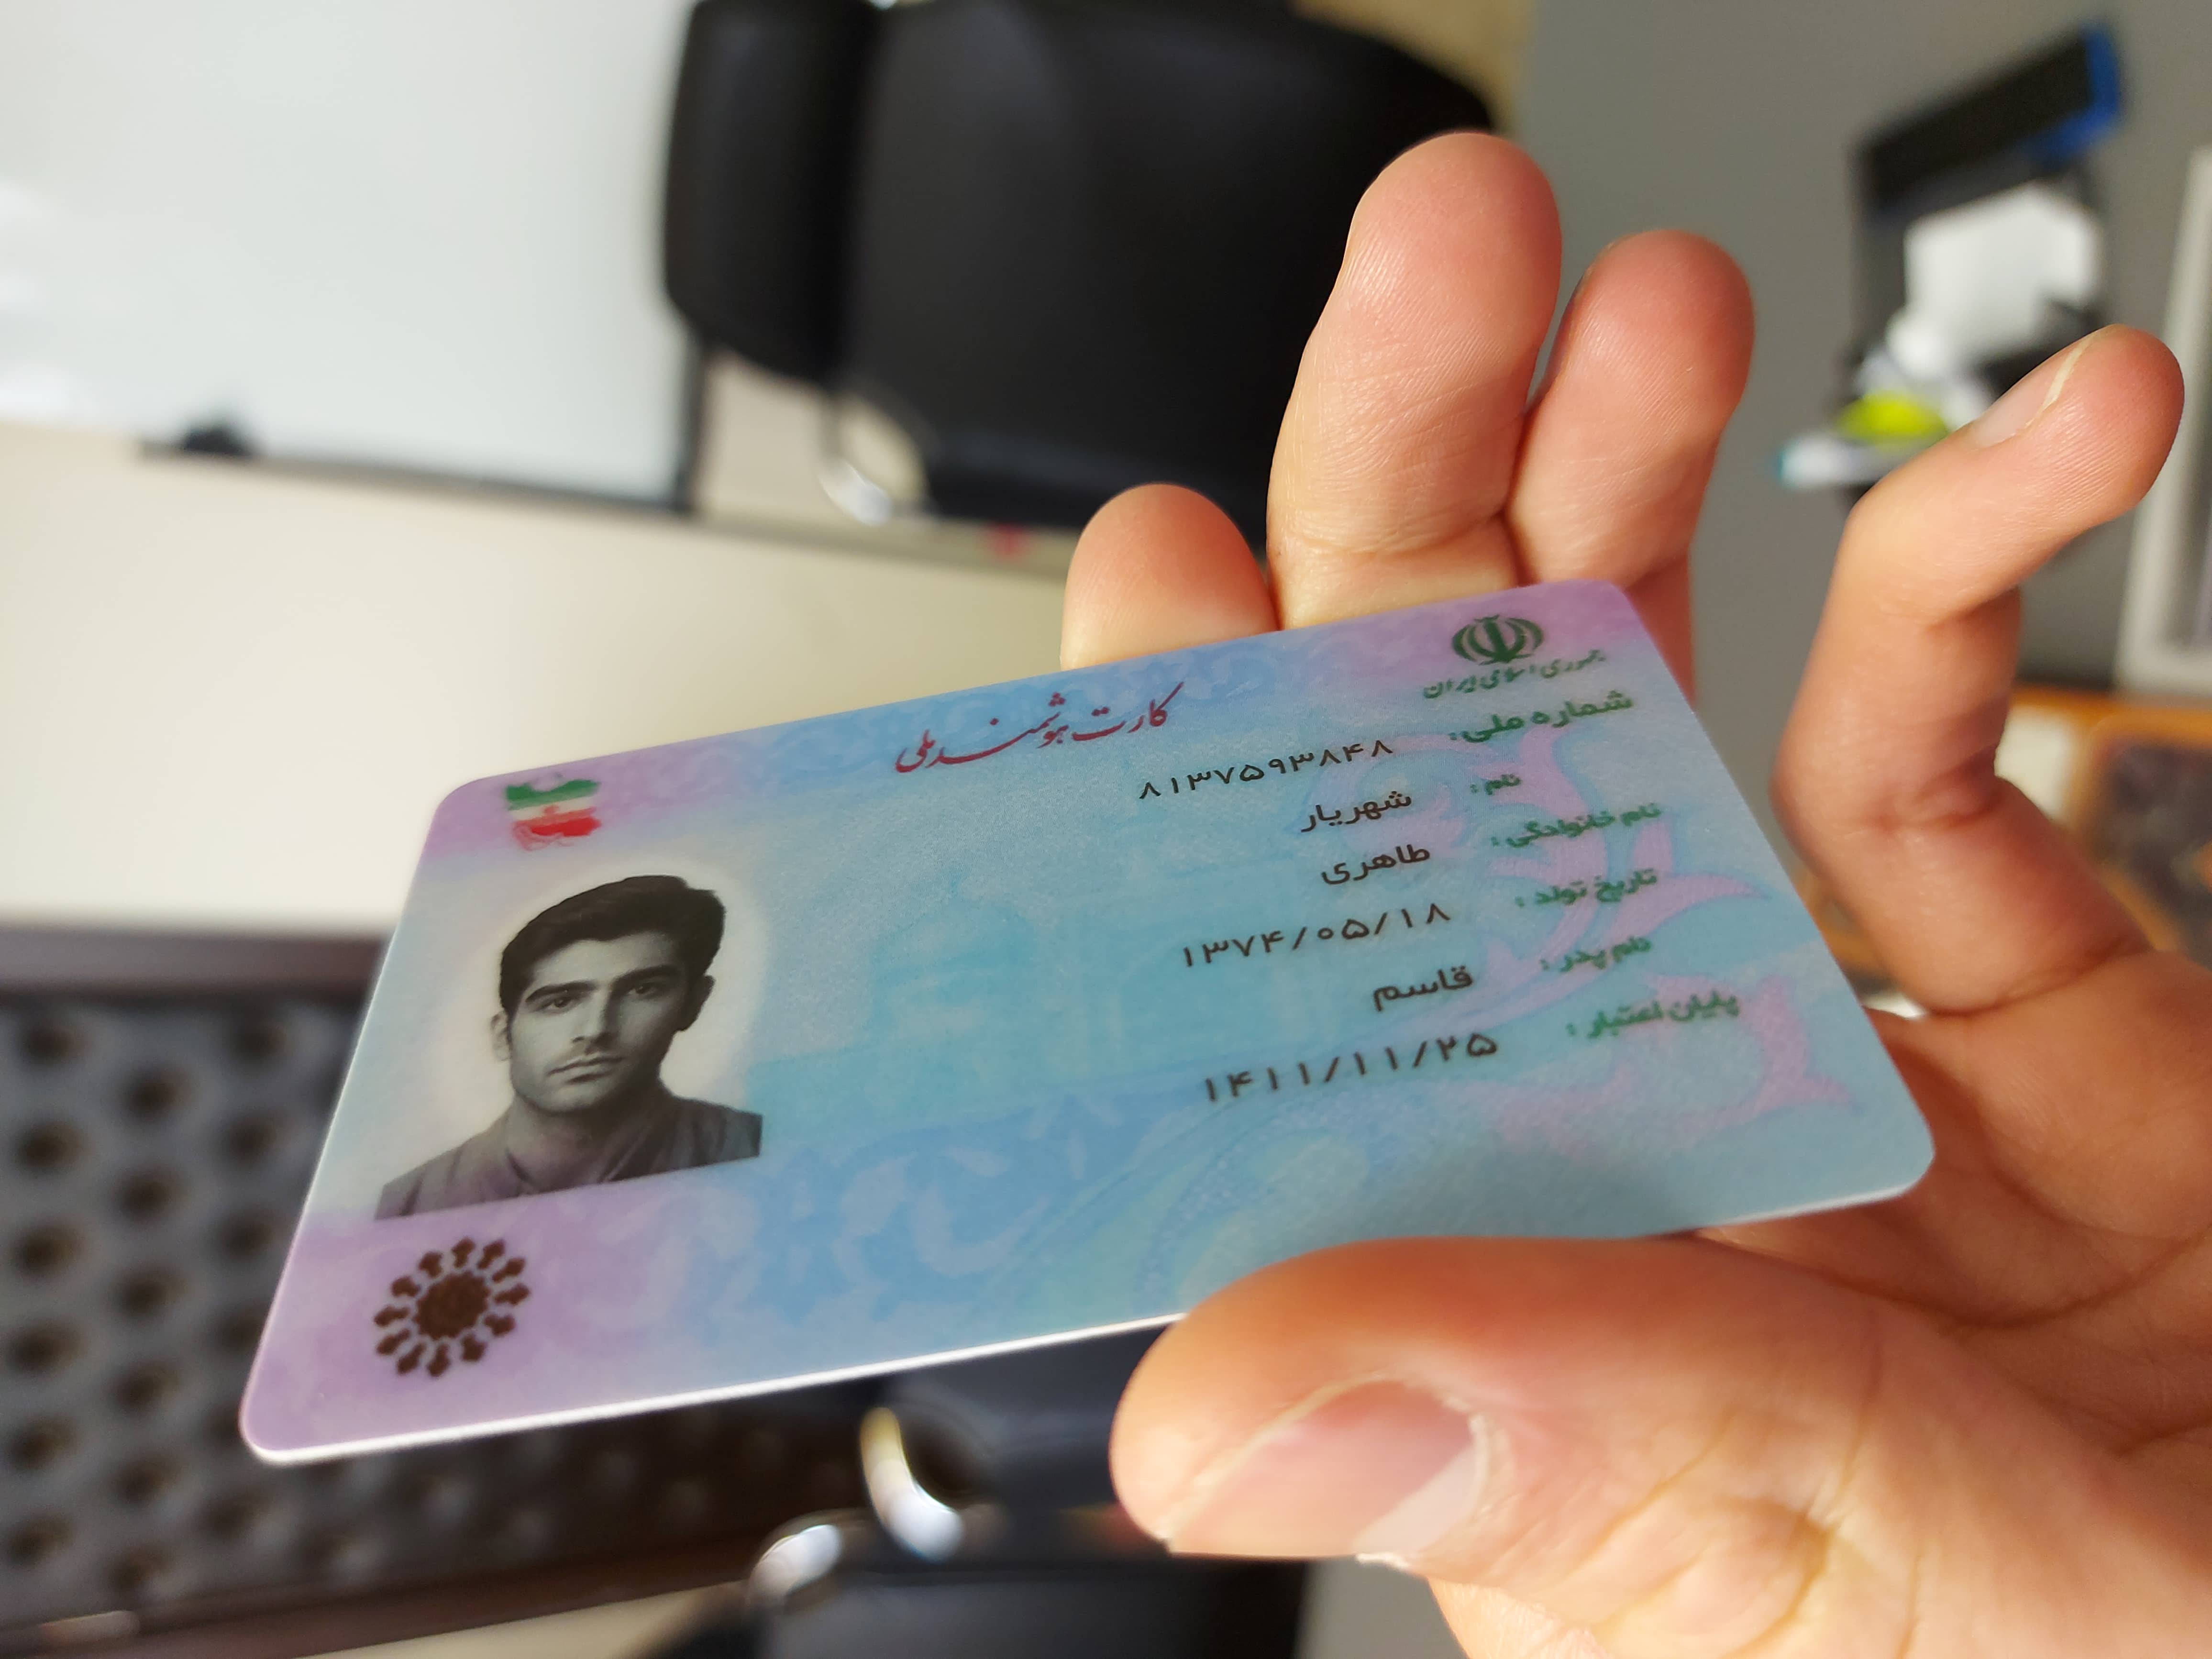 جمهوری اسلامی ایران
کارت هوشمند ملی
شماره ملی: ۸۱۳۷۵۹۳۸۴۸
نام: شهریار
نام خانوادگی: طاهری
تاریخ تولد: ۱۳۷۴/۰۵/۱۸
نام پدر: قاسم
پایان اعتبار: ۱۴۱۱/۱۱/۲۵